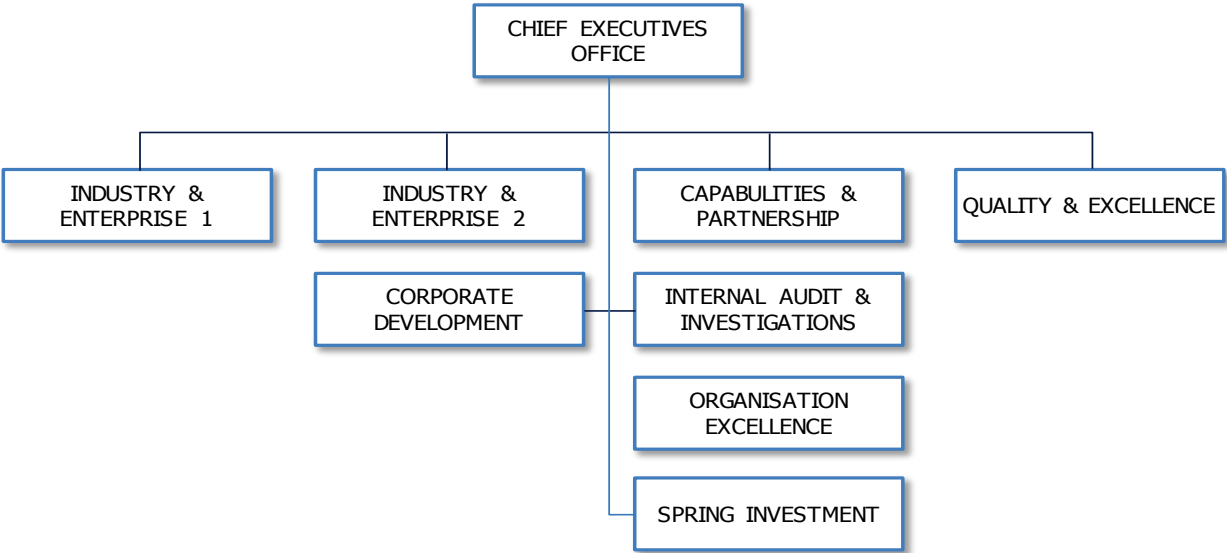 CHIEF EXECUTIVES
OFFICE
INDUSTRY &
ENTERPRISE 1
INDUSTRY &
ENTERPRISE 2
CAPABULITIES &
PARTNERSHIP
QUALITY & EXCELLENCE
CORPORATE
DEVELOPMENT
INTERNAL AUDIT &
INVESTIGATIONS
ORGANISATION
EXCELLENCE
SPRING INVESTMENT